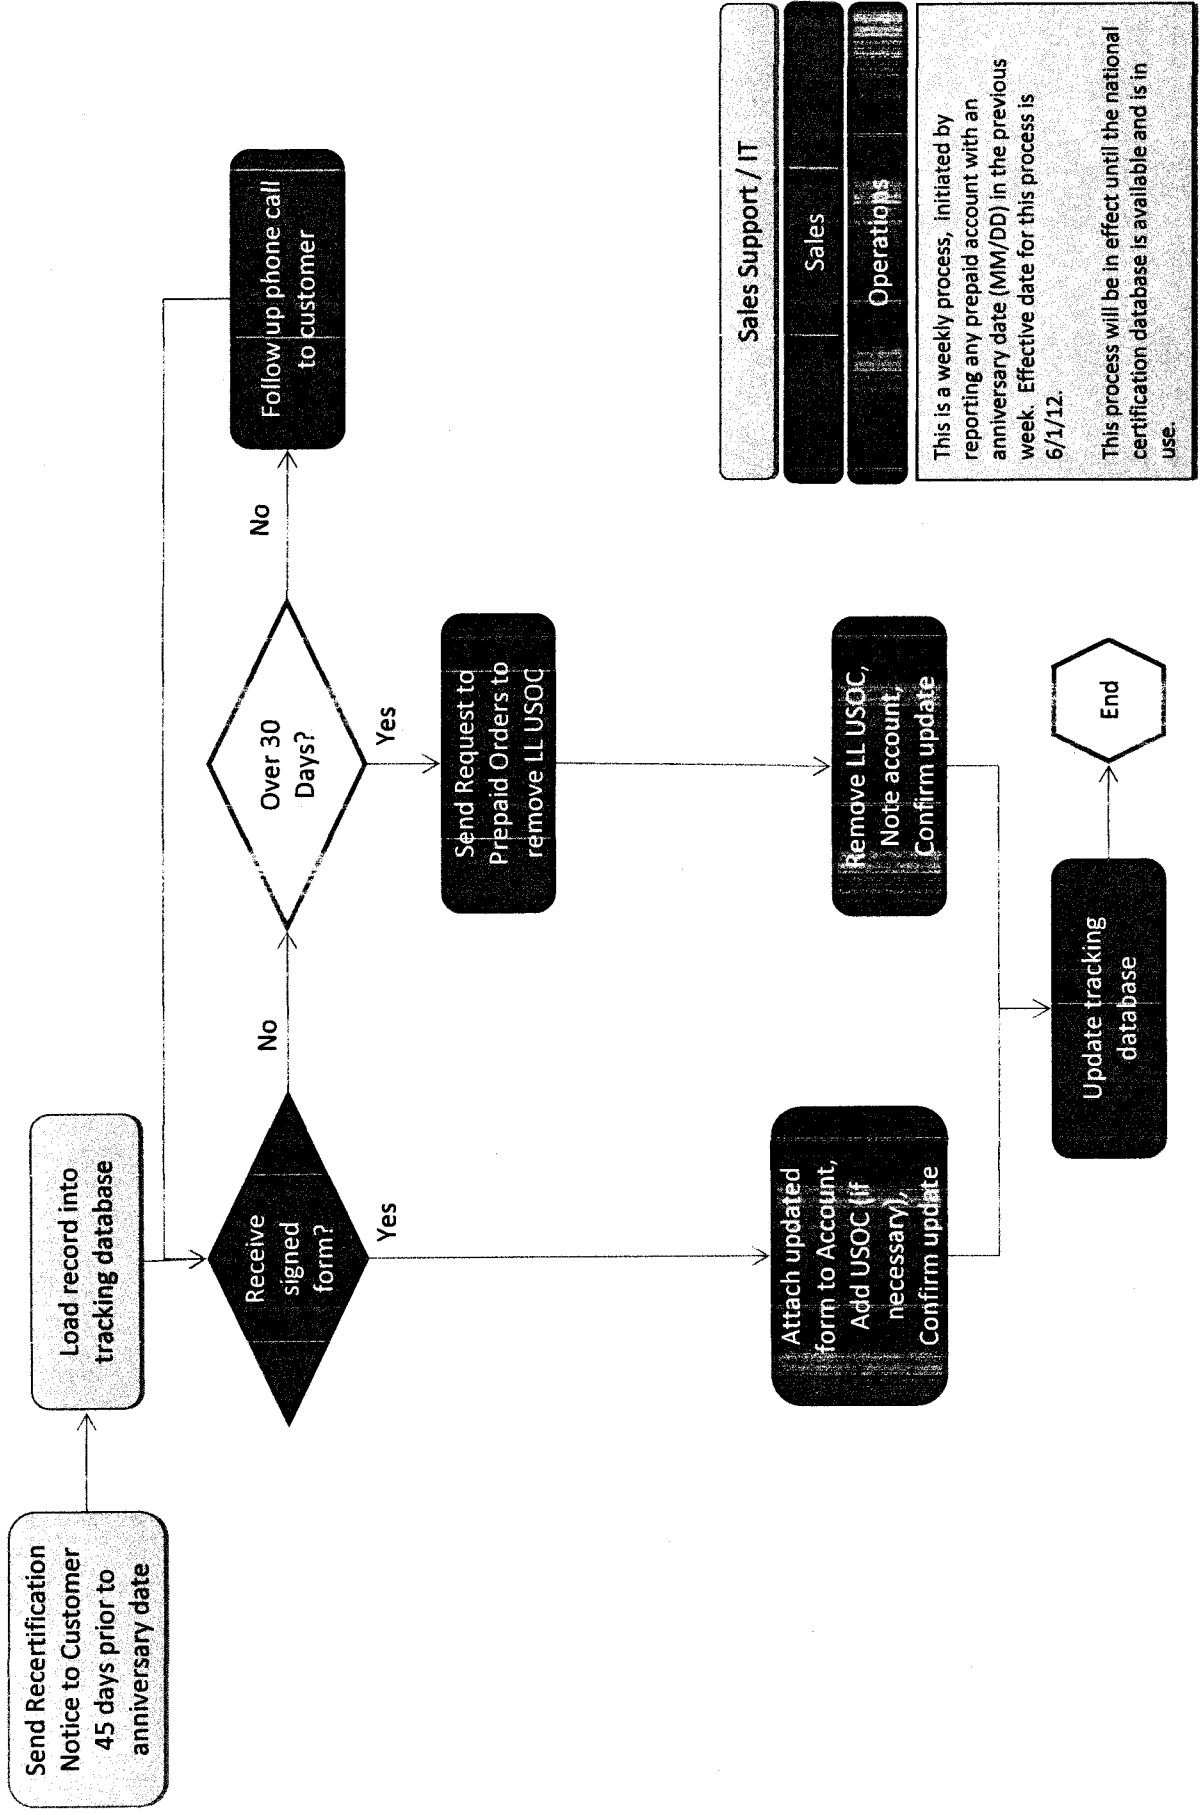 Send Recertification
Notice to Customer
45 days prior to
anniversary date
Load record into
tracking database
Receive
signed
form?
No
Yes
Over 30
Days?
No
Yes
Follow up phone call
to customer
Send Request to
Prepaid Orders to
remove LL USOC
Attach updated
form to Account,
Add USOC (if
necessary),
Confirm update
Remove LL USOC,
Note account,
Confirm update
Update tracking
database
End
Sales Support / IT
Sales
Operations
This is a weekly process, initiated by
reporting any prepaid account with an
anniversary date (MM/DD) in the previous
week. Effective date for this process is
6/1/12.
This process will be in effect until the national
certification database is available and is in
use.